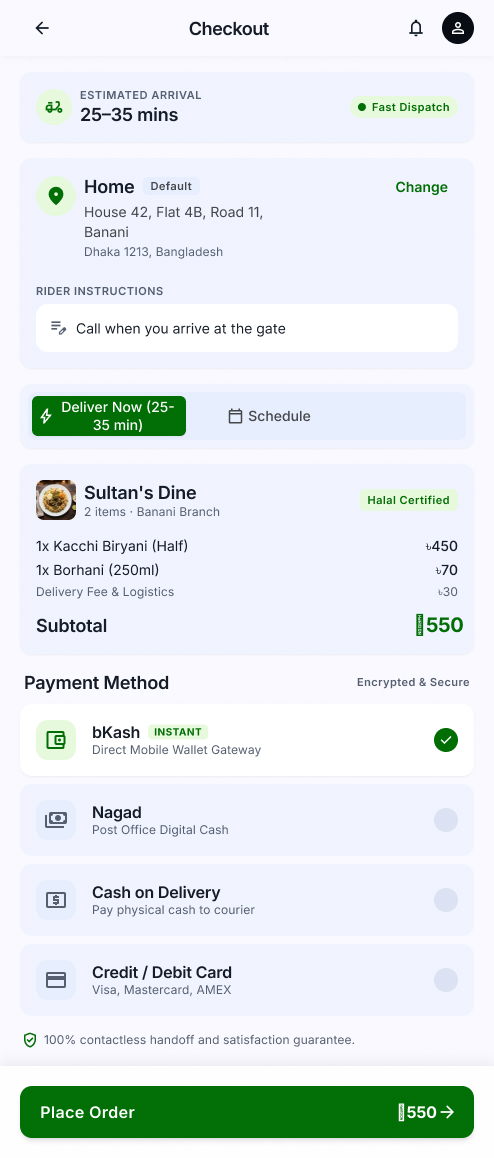 Checkout
ESTIMATED ARRIVAL
25–35 mins
Fast Dispatch
Home Default
Change
House 42, Flat 4B, Road 11,
Banani
Dhaka 1213, Bangladesh
RIDER INSTRUCTIONS
Call when you arrive at the gate
Deliver Now (25-
35 min)
Schedule
Sultan's Dine
2 items · Banani Branch
Halal Certified
1x Kacchi Biryani (Half) ৳450
1x Borhani (250ml) ৳70
Delivery Fee & Logistics ৳30
Subtotal 550
Payment Method
Encrypted & Secure
bKash INSTANT
Direct Mobile Wallet Gateway
Nagad
Post Office Digital Cash
Cash on Delivery
Pay physical cash to courier
Credit / Debit Card
Visa, Mastercard, AMEX
100% contactless handoff and satisfaction guarantee.
Place Order 550